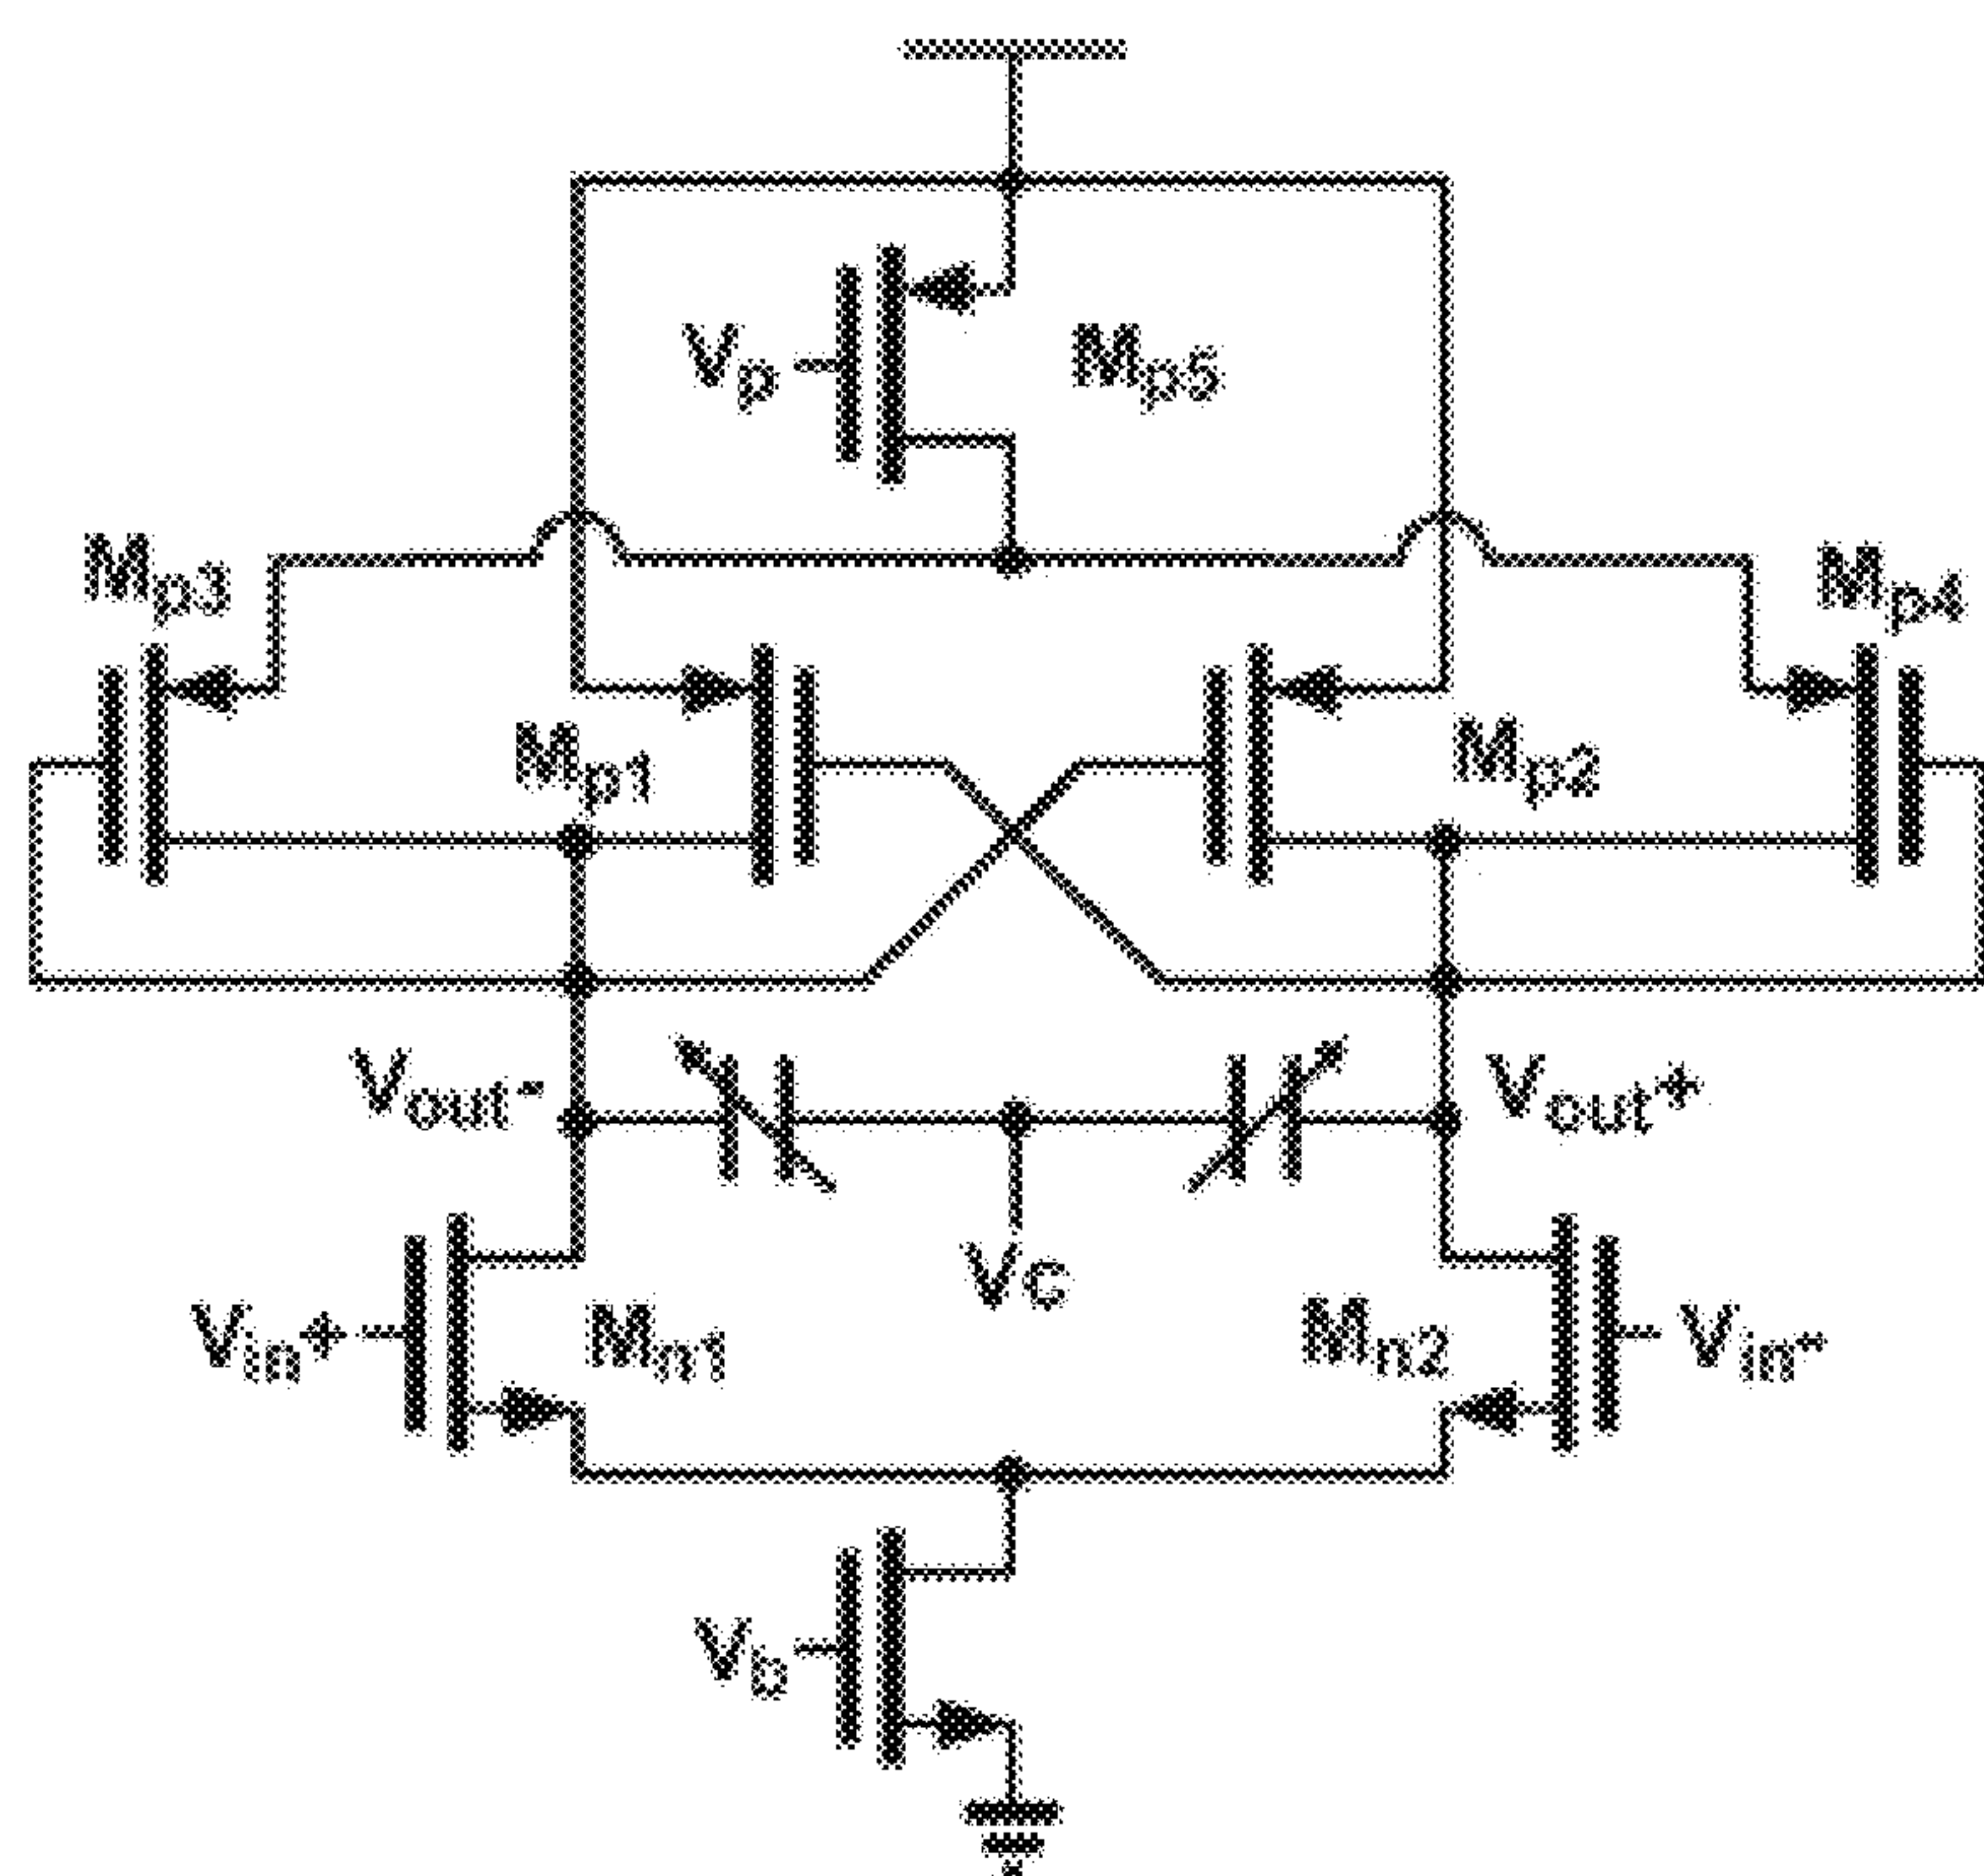 Vp
Mp5
Mp3
Mp4
Mp1
Mp2
Vout-
Vout+
VC
Vin+
Mn1
Mn2
Vin-
Vb